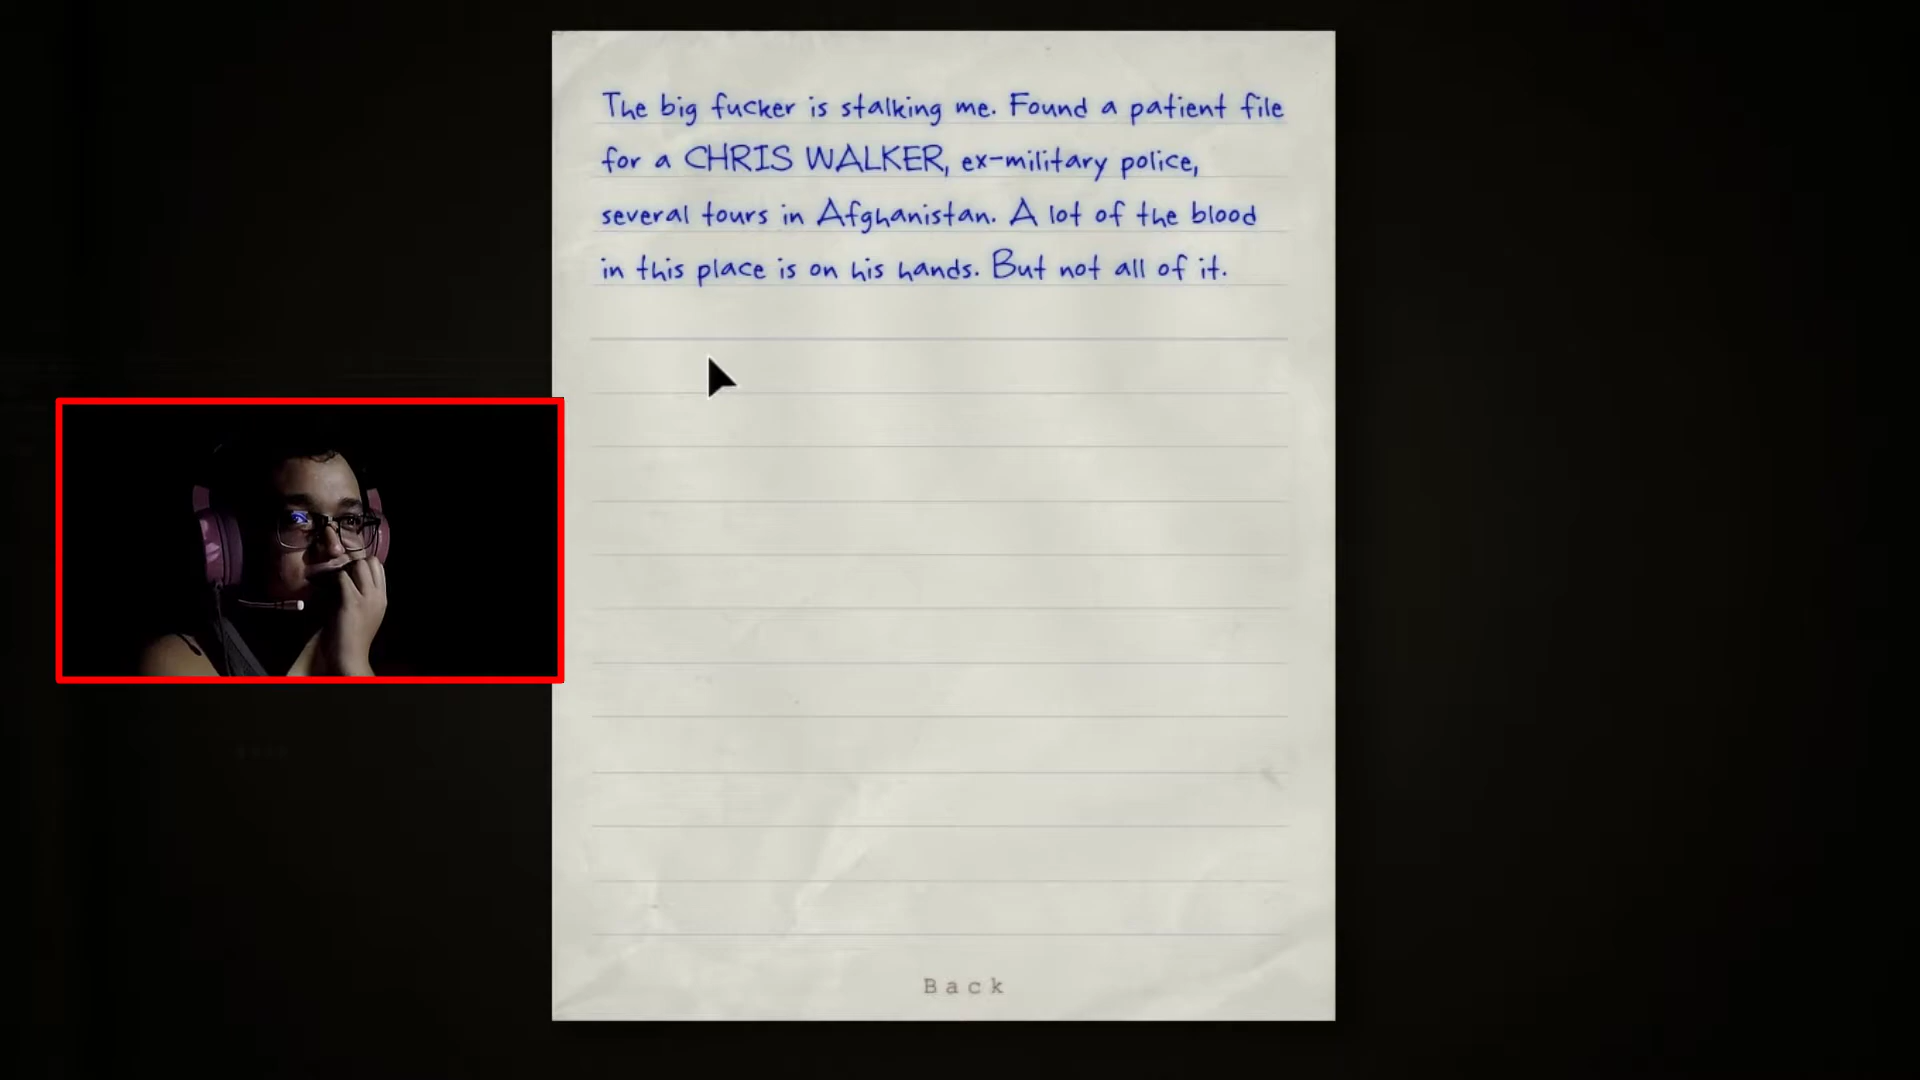 The big fucker is stalking me. Found a patient file
for a CHRIS WALKER, ex-military police,
several tours in Afghanistan. A lot of the blood
in this place is on his hands. But not all of it.
Back